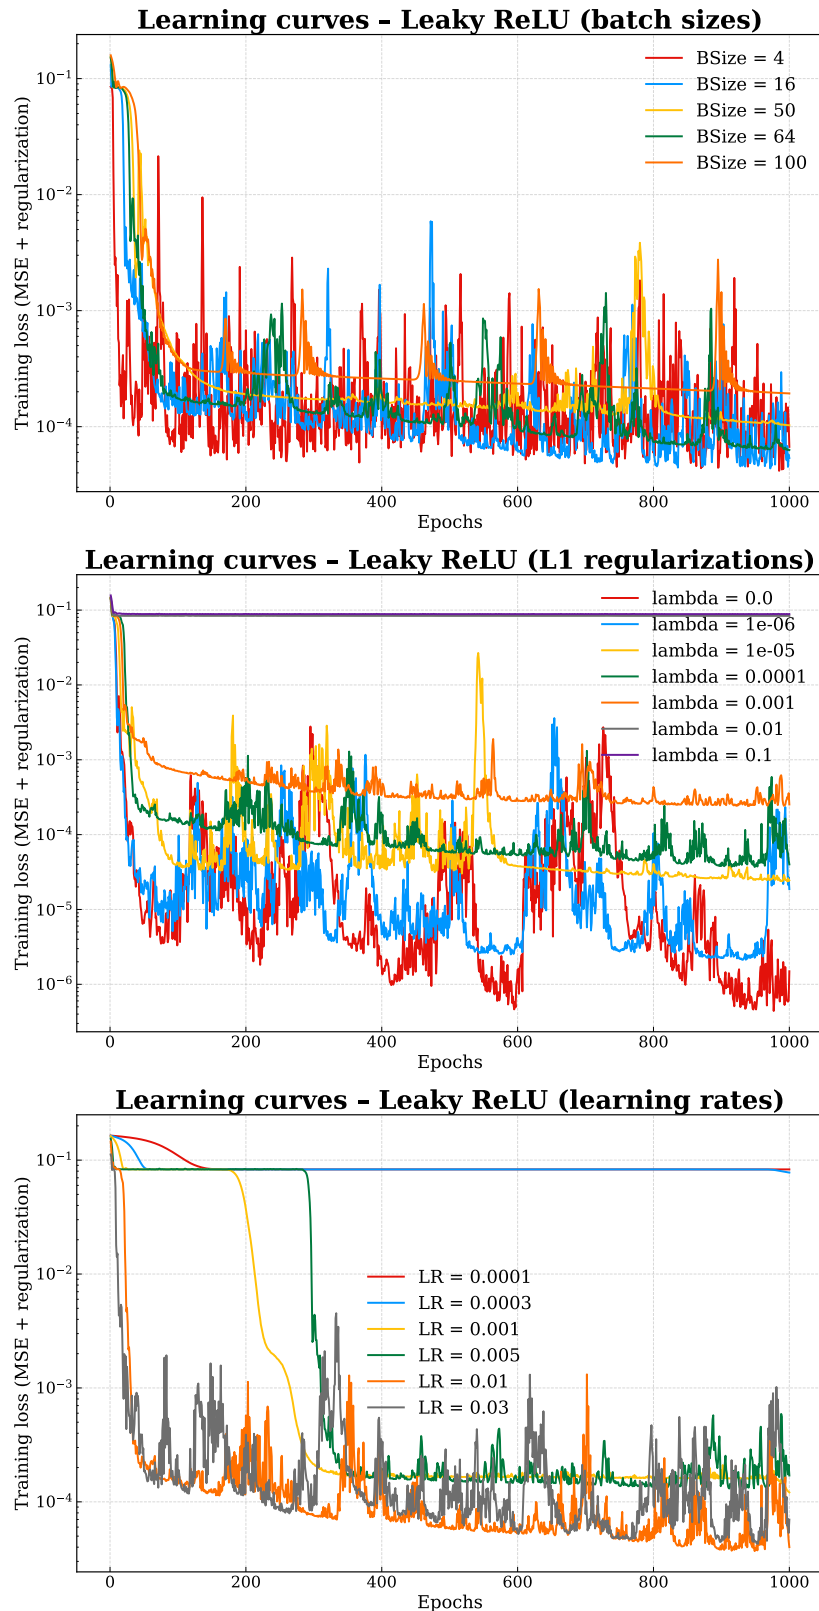 Learning curves – Leaky ReLU (batch sizes)
Training loss (MSE + regularization)
10⁻¹
10⁻²
10⁻³
10⁻⁴
BSize = 4
BSize = 16
BSize = 50
BSize = 64
BSize = 100
0 200 400 600 800 1000
Epochs
Learning curves – Leaky ReLU (L1 regularizations)
Training loss (MSE + regularization)
10⁻¹
10⁻²
10⁻³
10⁻⁴
10⁻⁵
10⁻⁶
lambda = 0.0
lambda = 1e-06
lambda = 1e-05
lambda = 0.0001
lambda = 0.001
lambda = 0.01
lambda = 0.1
0 200 400 600 800 1000
Epochs
Learning curves – Leaky ReLU (learning rates)
Training loss (MSE + regularization)
10⁻¹
10⁻²
10⁻³
10⁻⁴
LR = 0.0001
LR = 0.0003
LR = 0.001
LR = 0.005
LR = 0.01
LR = 0.03
0 200 400 600 800 1000
Epochs